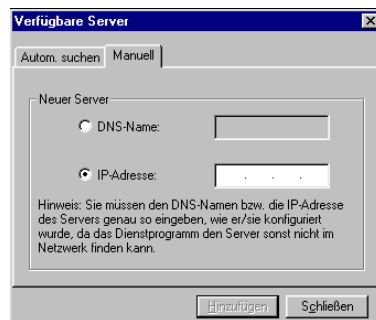 Verfügbare Server
Autom. suchen
Manuell
Neuer Server
DNS-Name:
IP-Adresse:
Hinweis: Sie müssen den DNS-Namen bzw. die IP-Adresse
des Servers genau so eingeben, wie er/sie konfiguriert
wurde, da das Dienstprogramm den Server sonst nicht im
Netzwerk finden kann.
Hinzufügen
Schließen